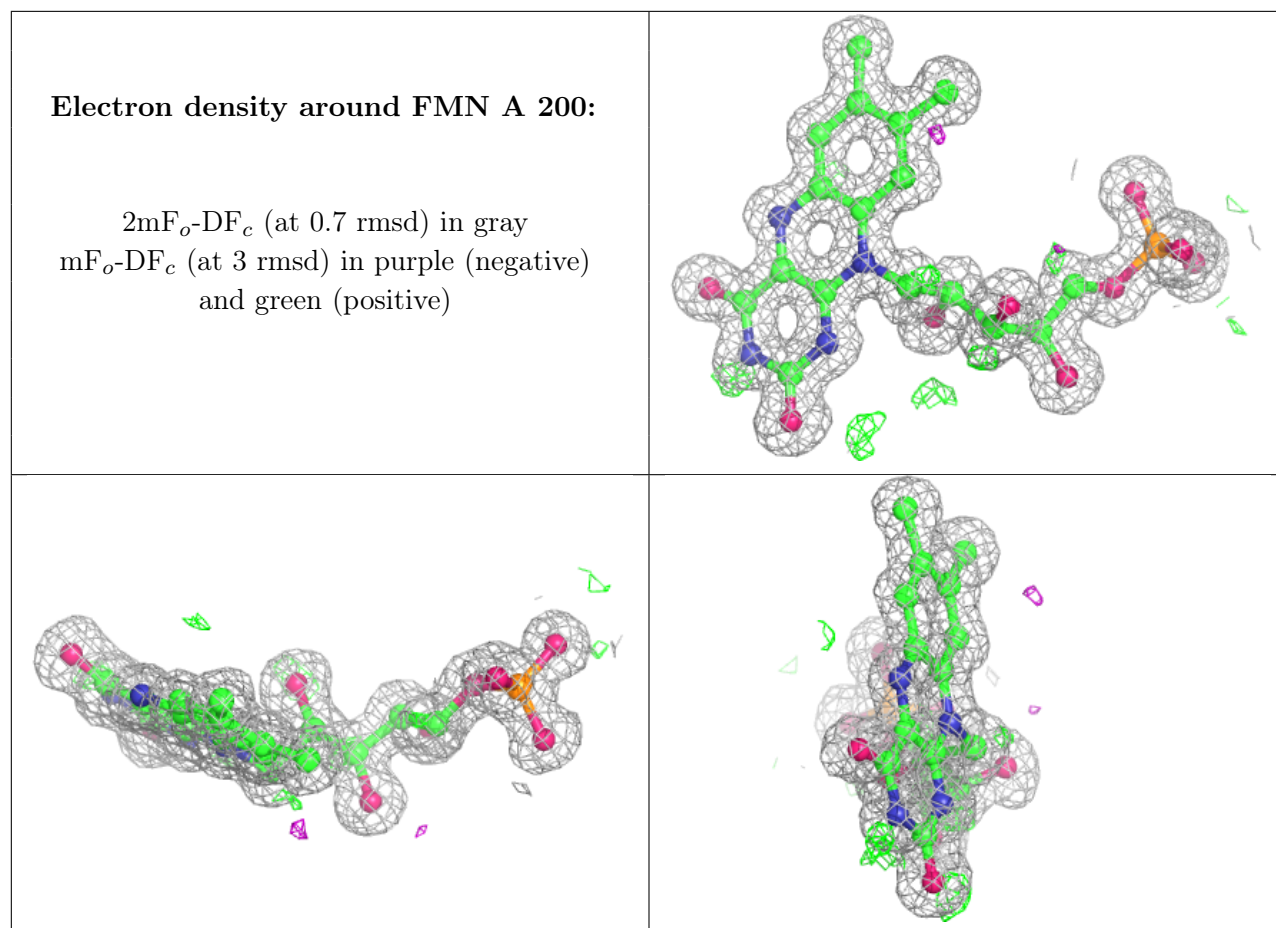 Electron density around FMN A 200:
2mFo-DFc (at 0.7 rmsd) in gray
mFo-DFc (at 3 rmsd) in purple (negative)
and green (positive)